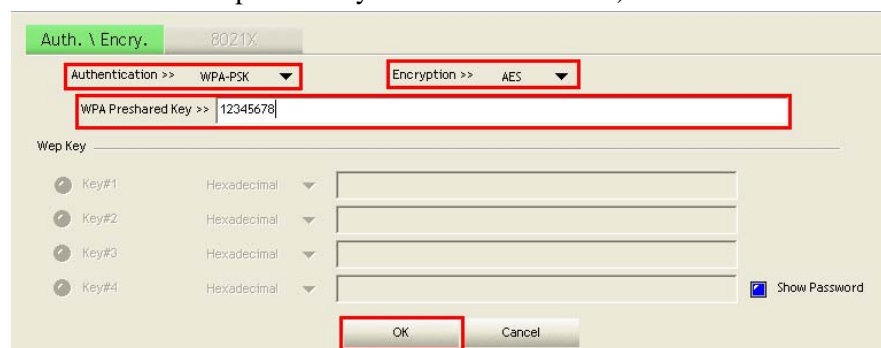 Auth. \ Encry. 8021X
Authentication >> WPA-PSK Encryption >> AES
WPA Preshared Key >> 12345678
Wep Key
Key#1 Hexadecimal
Key#2 Hexadecimal
Key#3 Hexadecimal
Key#4 Hexadecimal Show Password
OK Cancel